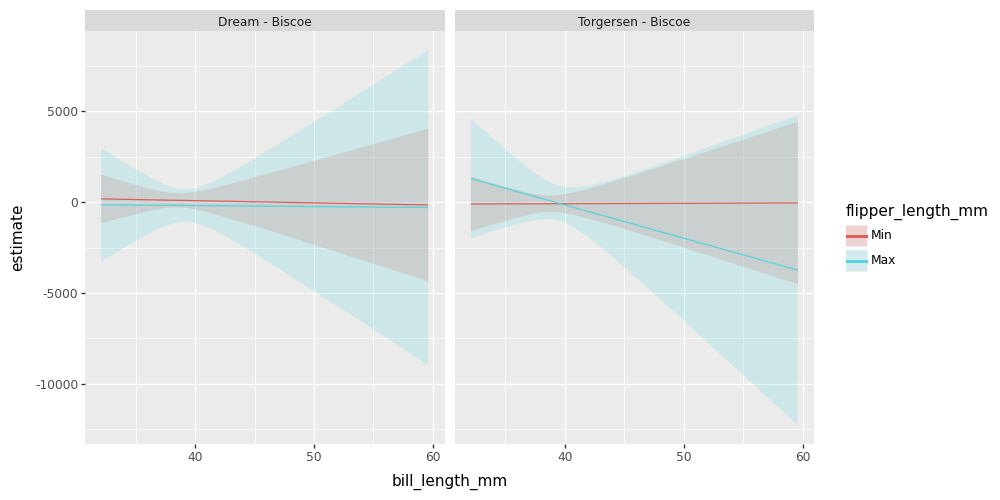 Dream - Biscoe
Torgersen - Biscoe
5000
0
-5000
-10000
estimate
40
50
60
40
50
60
bill_length_mm
flipper_length_mm
Min
Max